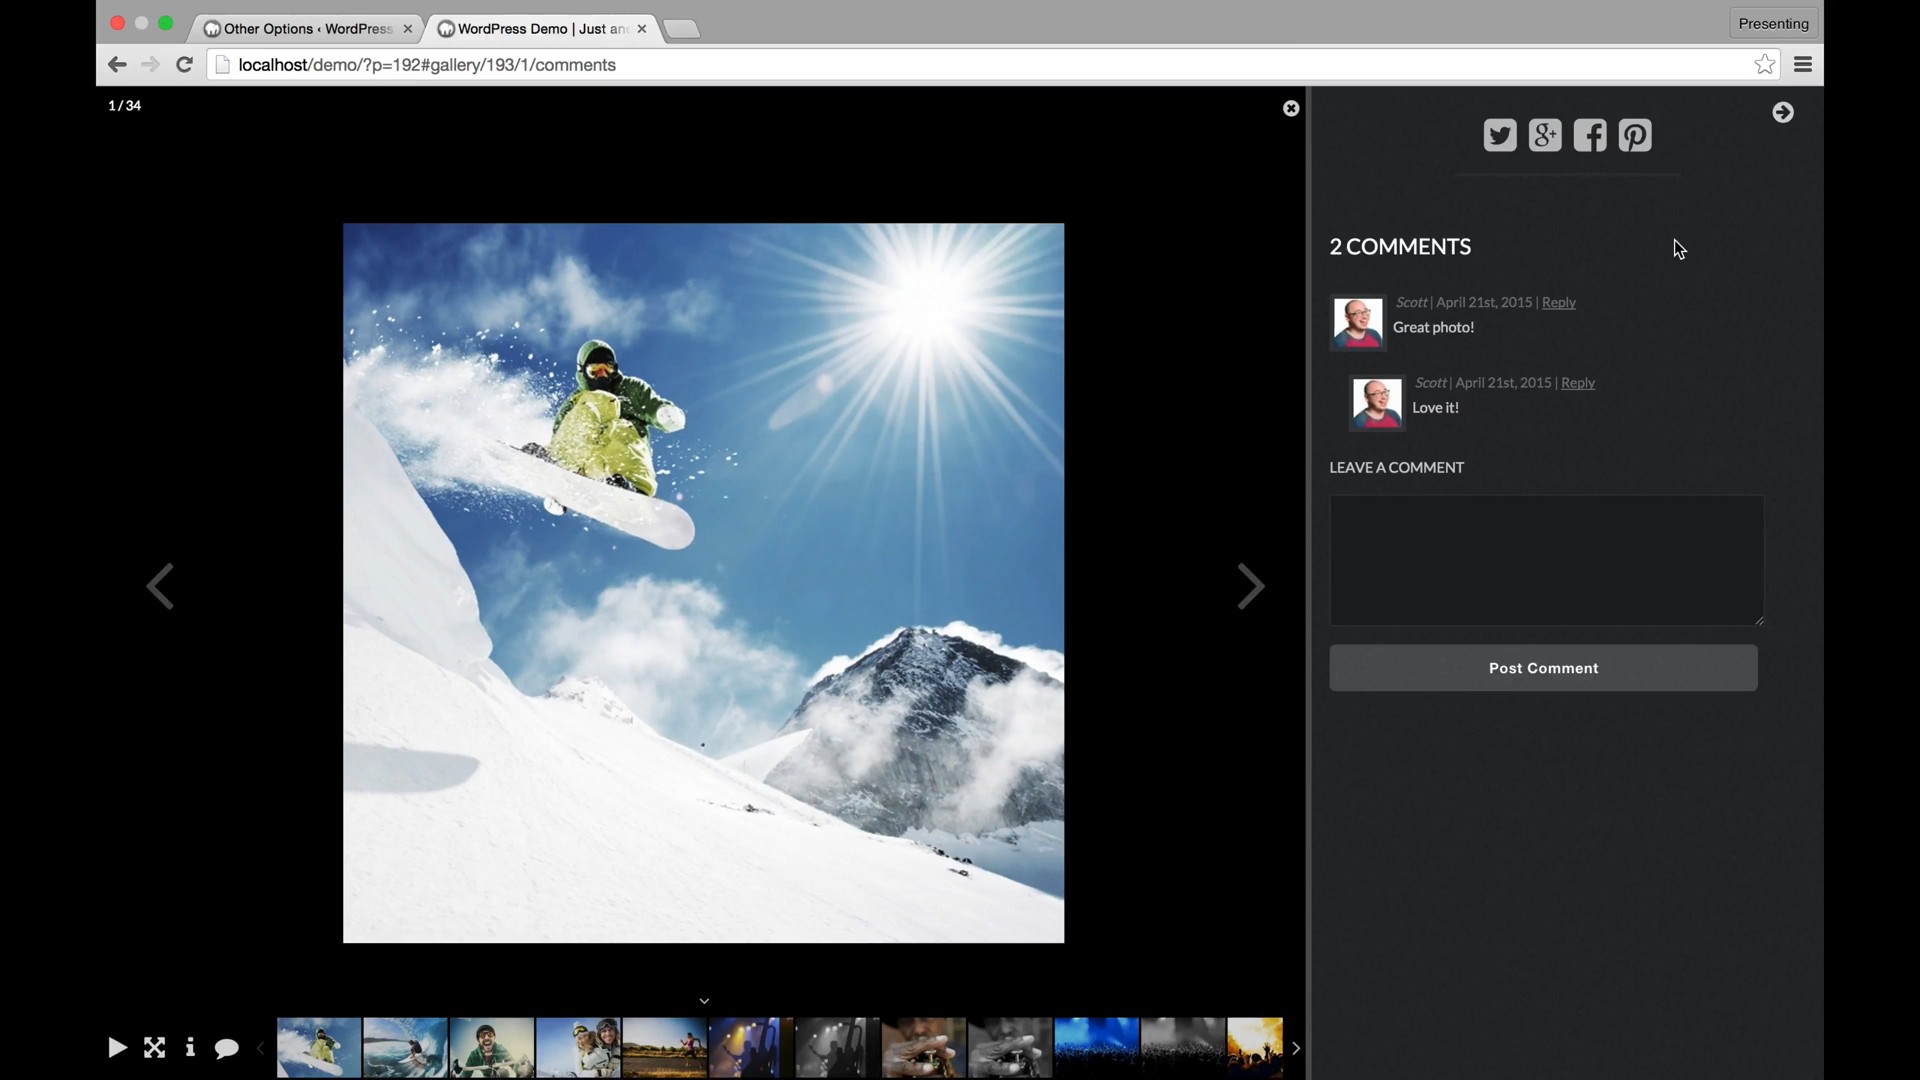 Other Options ‹ WordPress
WordPress Demo | Just an
Presenting
localhost/demo/?p=192#gallery/193/1/comments
1 / 34
2 COMMENTS
Scott | April 21st, 2015 | Reply
Great photo!
Scott | April 21st, 2015 | Reply
Love it!
LEAVE A COMMENT
Post Comment